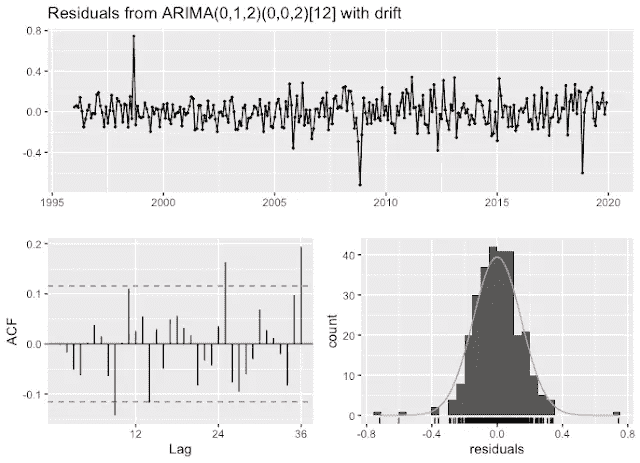 Residuals from ARIMA(0,1,2)(0,0,2)[12] with drift
0.8
0.4
0.0
-0.4
1995 2000 2005 2010 2015 2020
0.2
0.1
0.0
-0.1
ACF
12 24 36
Lag
40
30
20
10
0
count
-0.8 -0.4 0.0 0.4 0.8
residuals